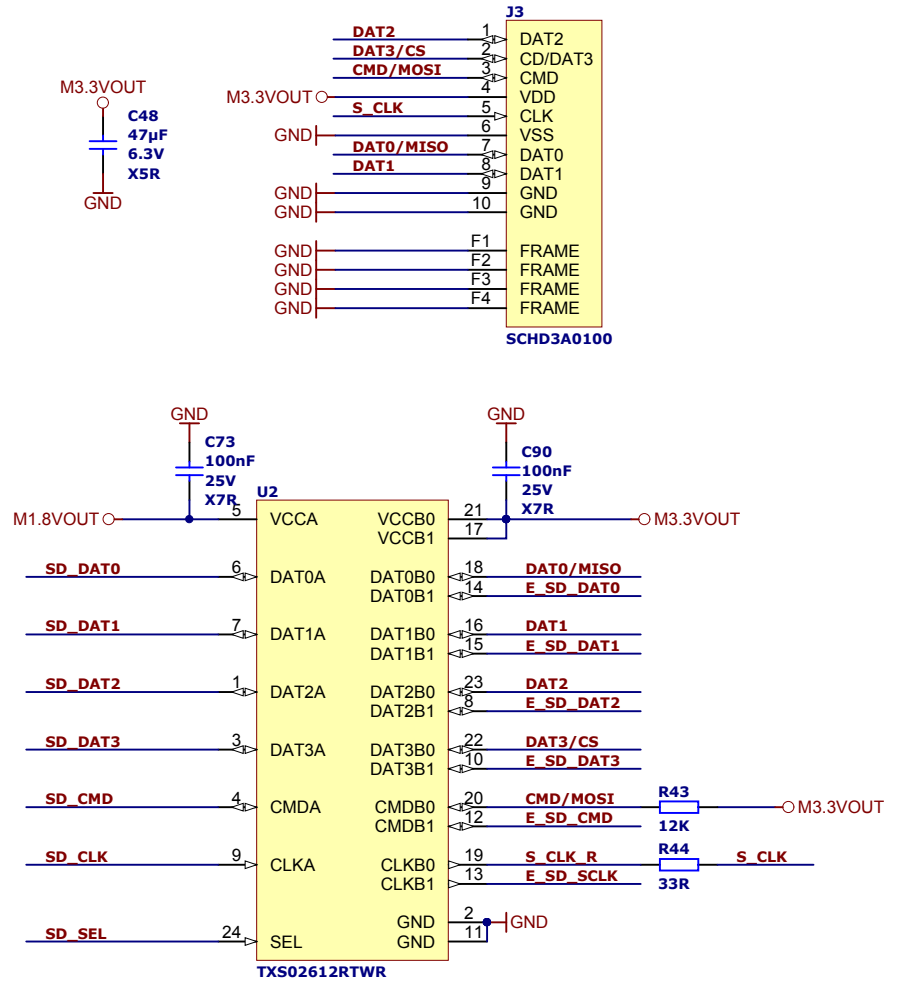 J3
DAT2 1 DAT2
DAT3/CS 2 CD/DAT3
CMD/MOSI 3 CMD
M3.3VOUT 4 VDD
S_CLK 5 CLK
GND 6 VSS
DAT0/MISO 7 DAT0
DAT1 8 DAT1
GND 9 GND
GND 10 GND
GND F1 FRAME
GND F2 FRAME
GND F3 FRAME
GND F4 FRAME
SCHD3A0100
M3.3VOUT
C48
47µF
6.3V
X5R
GND
GND
C73
100nF
25V
X7R
GND
C90
100nF
25V
X7R
U2
M1.8VOUT 5 VCCA VCCB0 21 M3.3VOUT
VCCB1 17
SD_DAT0 6 DAT0A DAT0B0 18 DAT0/MISO
DAT0B1 14 E_SD_DAT0
SD_DAT1 7 DAT1A DAT1B0 16 DAT1
DAT1B1 15 E_SD_DAT1
SD_DAT2 1 DAT2A DAT2B0 23 DAT2
DAT2B1 8 E_SD_DAT2
SD_DAT3 3 DAT3A DAT3B0 22 DAT3/CS
DAT3B1 10 E_SD_DAT3
SD_CMD 4 CMDA CMDB0 20 CMD/MOSI R43 M3.3VOUT
CMDB1 12 E_SD_CMD 12K
SD_CLK 9 CLKA CLKB0 19 S_CLK_R R44 S_CLK
CLKB1 13 E_SD_SCLK 33R
GND 2 GND
SD_SEL 24 SEL GND 11
TXS02612RTWR